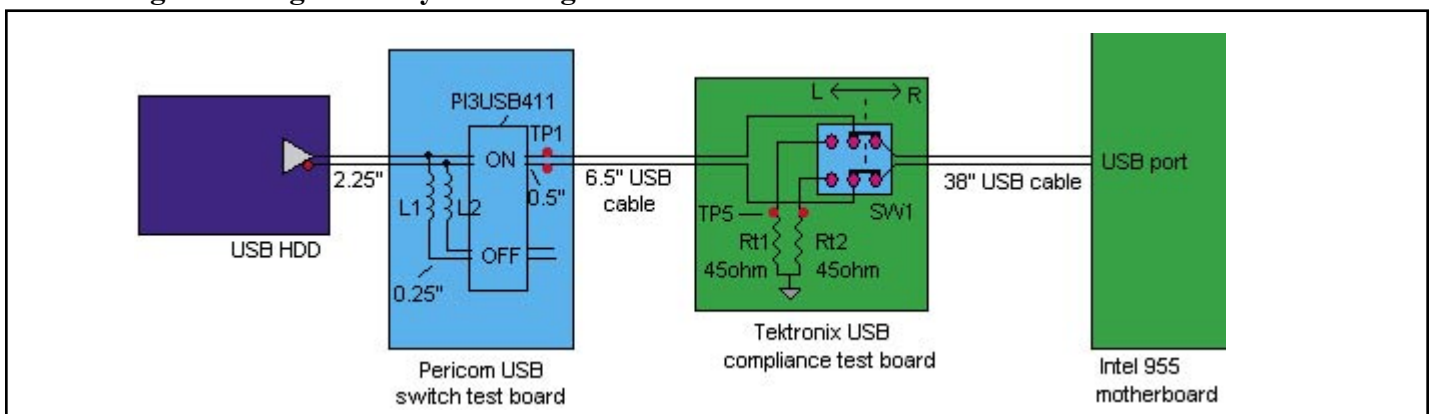 PI3USB411
TP1
ON
2.25"
L1
L2
0.5"
OFF
0.25"
USB HDD
Pericom USB
switch test board
6.5" USB
cable
L
R
SW1
TP5
Rt1
Rt2
45ohm
45ohm
Tektronix USB
compliance test board
38" USB cable
USB port
Intel 955
motherboard